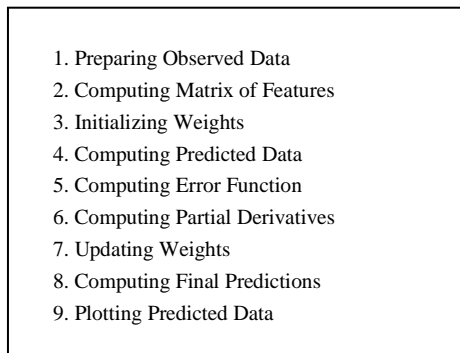 1. Preparing Observed Data
2. Computing Matrix of Features
3. Initializing Weights
4. Computing Predicted Data
5. Computing Error Function
6. Computing Partial Derivatives
7. Updating Weights
8. Computing Final Predictions
9. Plotting Predicted Data